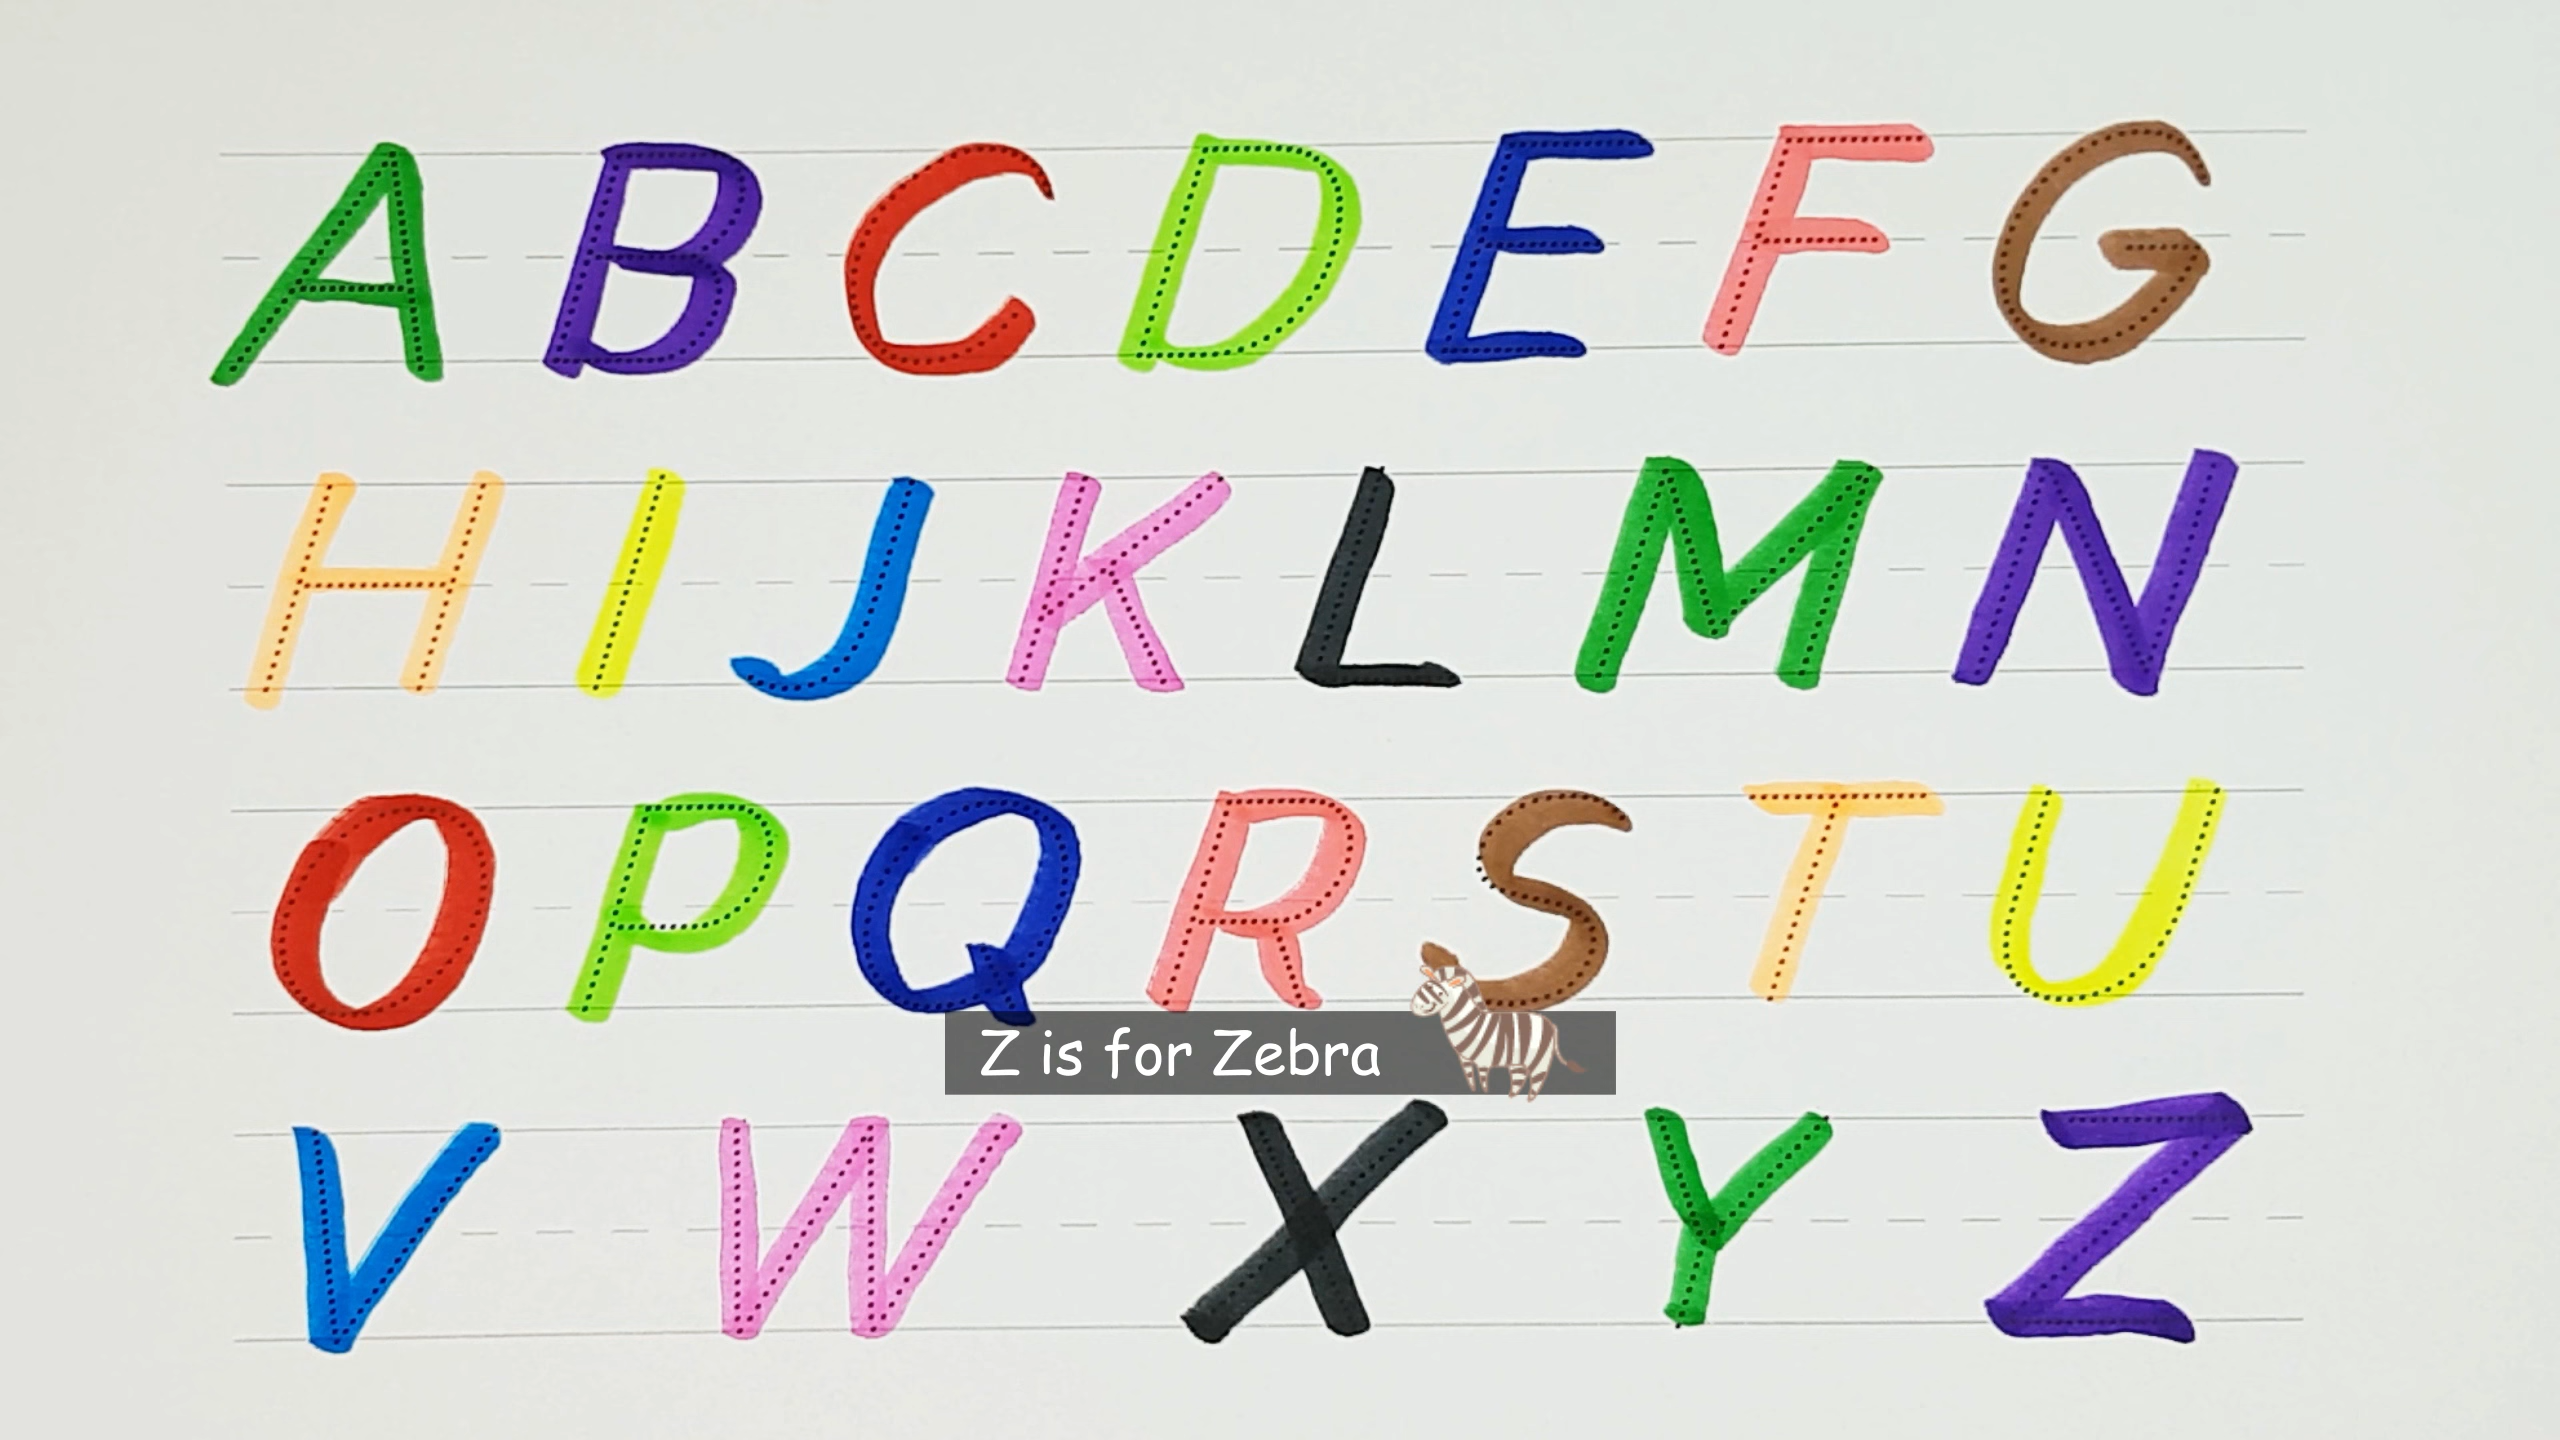 A B C D E F G
H I J K L M N
O P Q R S T U
Z is for Zebra
V W X Y Z